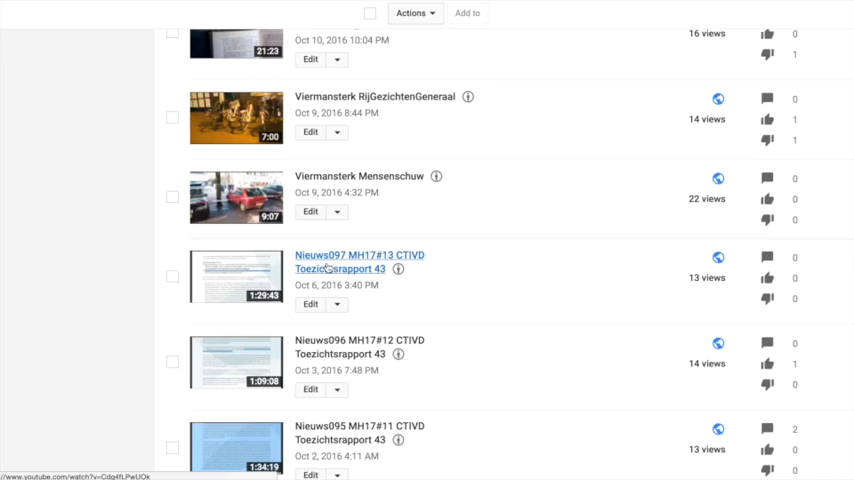 Actions Add to
21:23
Oct 10, 2016 10:04 PM
Edit
16 views
0
1
7:00
Viermansterk RijGezichtenGeneraal
Oct 9, 2016 8:44 PM
Edit
14 views
0
1
1
9:07
Viermansterk Mensenschuw
Oct 9, 2016 4:32 PM
Edit
22 views
0
0
0
1:29:43
Nieuws097 MH17#13 CTIVD
Toezichtsrapport 43
Oct 6, 2016 3:40 PM
Edit
13 views
0
0
0
1:09:08
Nieuws096 MH17#12 CTIVD
Toezichtsrapport 43
Oct 3, 2016 7:48 PM
Edit
14 views
0
1
0
1:34:19
Nieuws095 MH17#11 CTIVD
Toezichtsrapport 43
Oct 2, 2016 4:11 AM
Edit
13 views
2
0
0